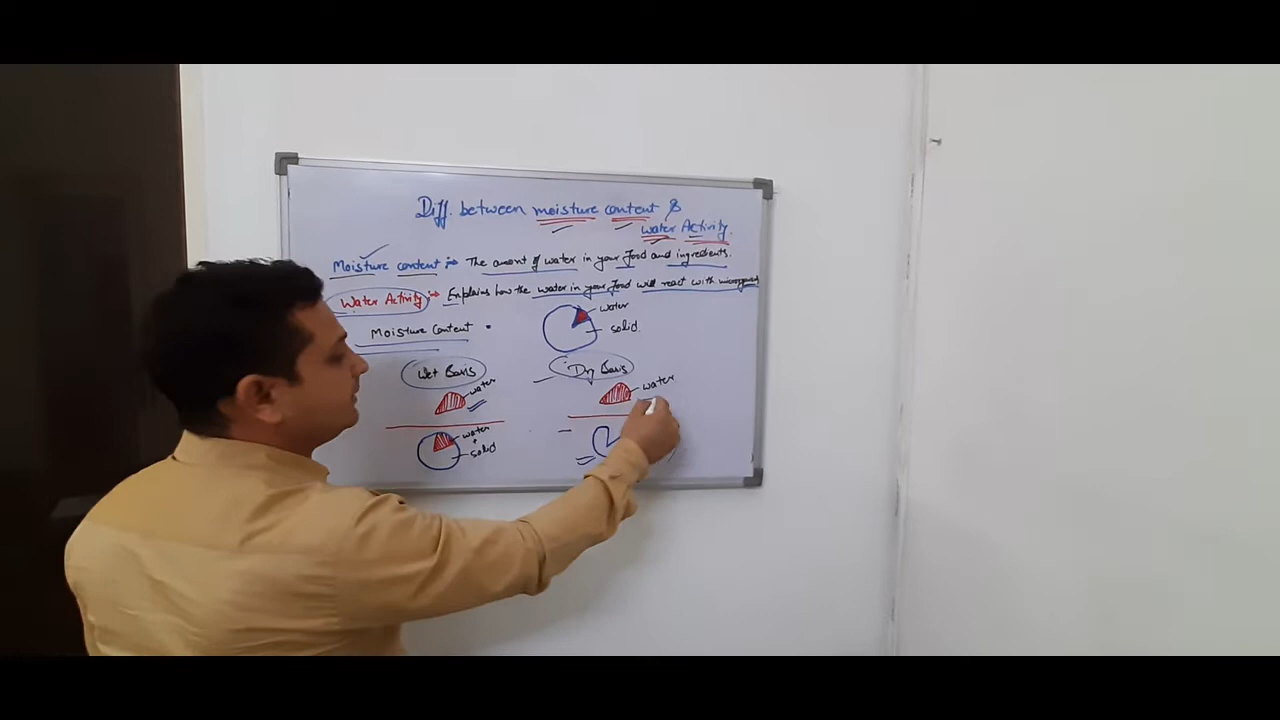 Diff. between moisture content &
water Activity.
Moisture content :- The amont of water in your food and ingredients.
Water Activity :- Explains how the water in your food will react with
water
solid.
Moisture Content
Wet Basis
Dry Basis
water
water
water
+
solid